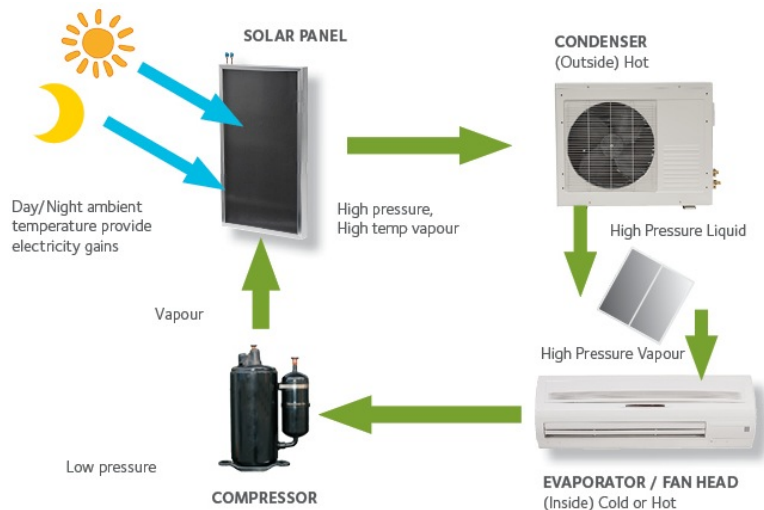 SOLAR PANEL
CONDENSER
(Outside) Hot
Day/Night ambient
temperature provide
electricity gains
High pressure,
High temp vapour
High Pressure Liquid
Vapour
High Pressure Vapour
Low pressure
COMPRESSOR
EVAPORATOR / FAN HEAD
(Inside) Cold or Hot